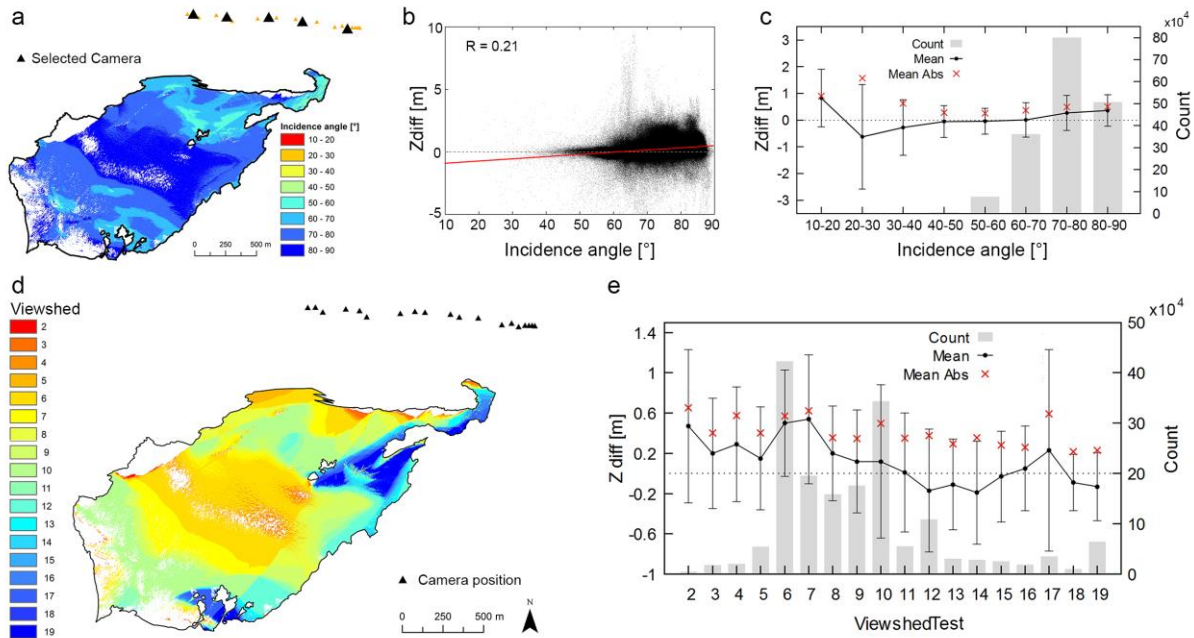 a
▲ Selected Camera
Incidence angle [°]
10 - 20
20 - 30
30 - 40
40 - 50
50 - 60
60 - 70
70 - 80
80 - 90
0 250 500 m
b
R = 0.21
Zdiff [m]
10
5
0
-5
10 20 30 40 50 60 70 80 90
Incidence angle [°]
c
Count
Mean
Mean Abs
x10⁴
Zdiff [m]
3
2
1
0
-1
-2
-3
Count
80
70
60
50
40
30
20
10
0
10-20 20-30 30-40 40-50 50-60 60-70 70-80 80-90
Incidence angle [°]
d
Viewshed
2
3
4
5
6
7
8
9
10
11
12
13
14
15
16
17
18
19
▲ Camera position
0 250 500 m
N
e
Count
Mean
Mean Abs
x10⁴
Z diff [m]
1.4
1
0.6
0.2
-0.2
-0.6
-1
Count
50
40
30
20
10
0
2 3 4 5 6 7 8 9 10 11 12 13 14 15 16 17 18 19
ViewshedTest